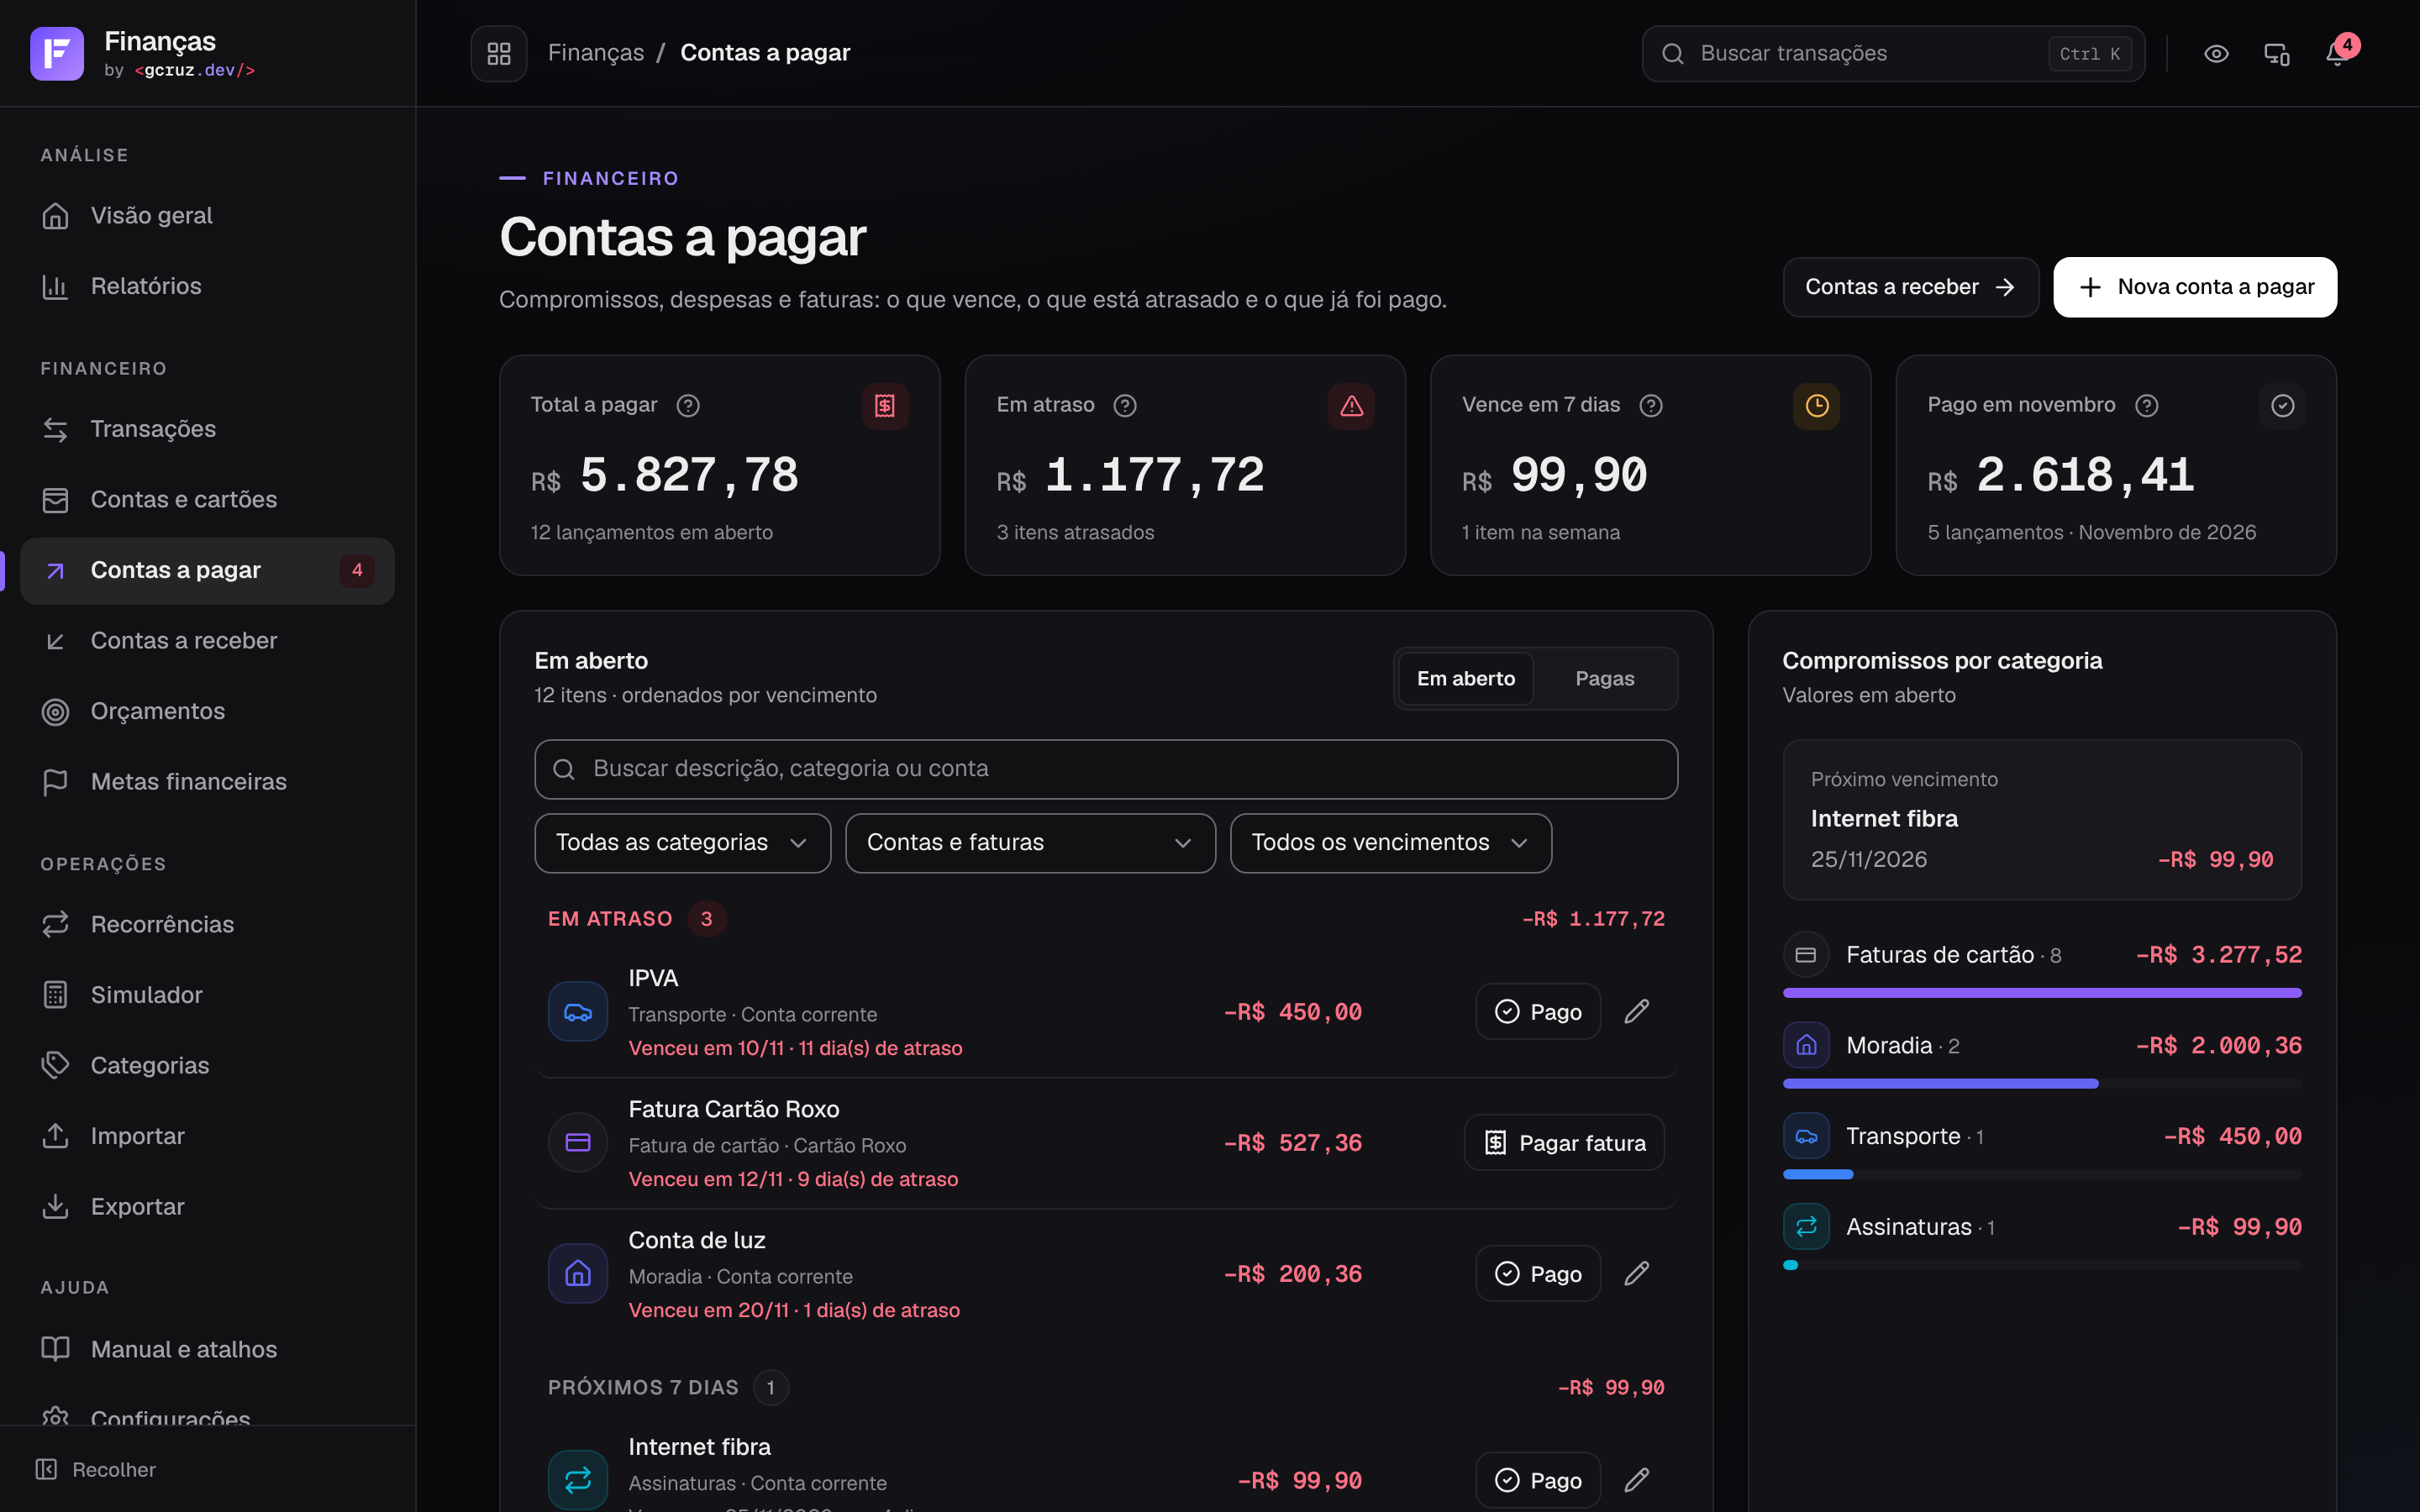 Finanças
by <gcruz.dev/>
ANÁLISE
Visão geral
Relatórios
FINANCEIRO
Transações
Contas e cartões
Contas a pagar 4
Contas a receber
Orçamentos
Metas financeiras
OPERAÇÕES
Recorrências
Simulador
Categorias
Importar
Exportar
AJUDA
Manual e atalhos
Configurações
Recolher
Finanças / Contas a pagar
Buscar transações Ctrl K
4
FINANCEIRO
Contas a pagar
Compromissos, despesas e faturas: o que vence, o que está atrasado e o que já foi pago.
Contas a receber
Nova conta a pagar
Total a pagar
R$ 5.827,78
12 lançamentos em aberto
Em atraso
R$ 1.177,72
3 itens atrasados
Vence em 7 dias
R$ 99,90
1 item na semana
Pago em novembro
R$ 2.618,41
5 lançamentos · Novembro de 2026
Em aberto
12 itens · ordenados por vencimento
Em aberto Pagas
Buscar descrição, categoria ou conta
Todas as categorias
Contas e faturas
Todos os vencimentos
EM ATRASO 3 −R$ 1.177,72
IPVA
Transporte · Conta corrente
Venceu em 10/11 · 11 dia(s) de atraso
−R$ 450,00
Pago
Fatura Cartão Roxo
Fatura de cartão · Cartão Roxo
Venceu em 12/11 · 9 dia(s) de atraso
−R$ 527,36
Pagar fatura
Conta de luz
Moradia · Conta corrente
Venceu em 20/11 · 1 dia(s) de atraso
−R$ 200,36
Pago
PRÓXIMOS 7 DIAS 1 −R$ 99,90
Internet fibra
Assinaturas · Conta corrente
−R$ 99,90
Pago
Compromissos por categoria
Valores em aberto
Próximo vencimento
Internet fibra
25/11/2026 −R$ 99,90
Faturas de cartão · 8 −R$ 3.277,52
Moradia · 2 −R$ 2.000,36
Transporte · 1 −R$ 450,00
Assinaturas · 1 −R$ 99,90